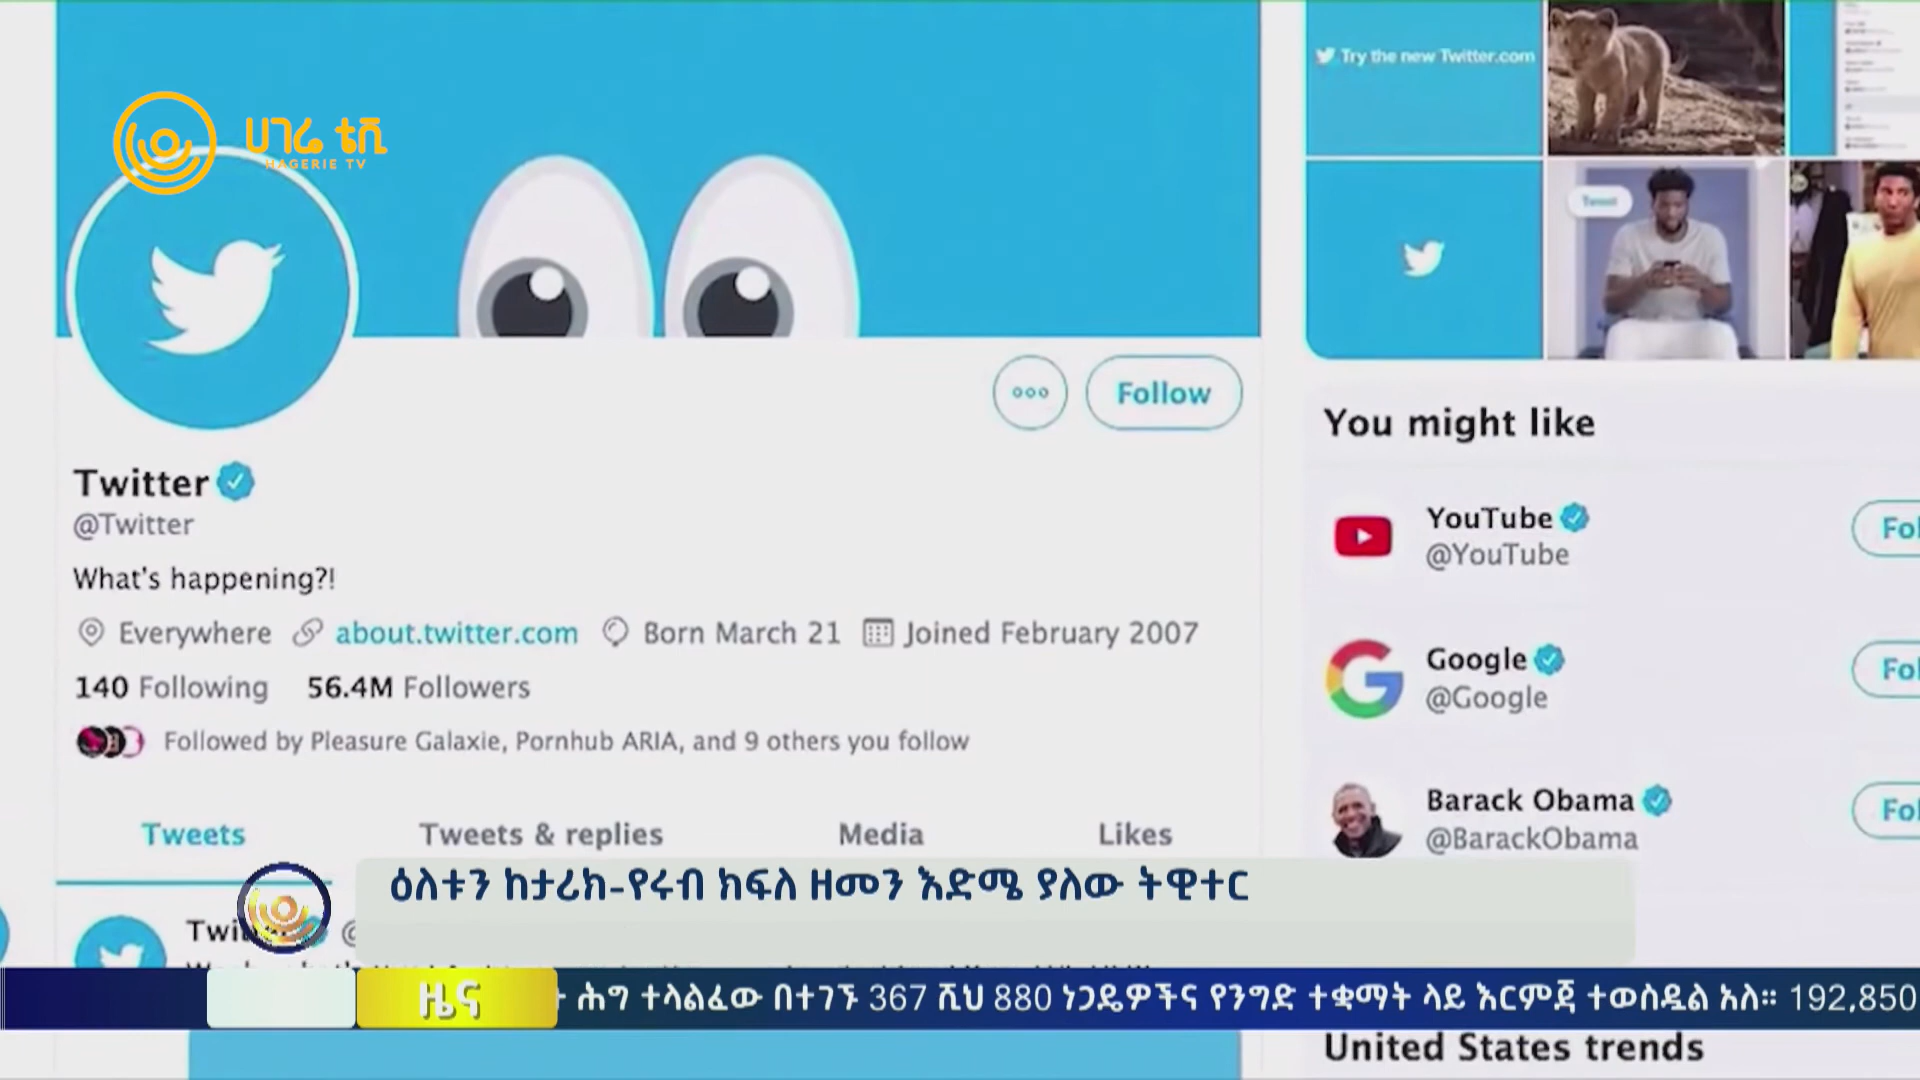 Try the new Twitter.com
ሀገሬ ቲቪ
HAGERIE TV
Tweet
Follow
You might like
Twitter
@Twitter
What's happening?!
Everywhere about.twitter.com Born March 21 Joined February 2007
140 Following 56.4M Followers
Followed by Pleasure Galaxie, Pornhub ARIA, and 9 others you follow
YouTube
@YouTube
Google
@Google
Barack Obama
@BarackObama
Tweets Tweets & replies Media Likes
ዕለቱን ከታሪክ-የሩብ ክፍለ ዘመን እድሜ ያለው ትዊተር
ዜና
ሕግ ተላልፈው በተገኙ 367 ሺህ 880 ነጋዴዎችና የንግድ ተቋማት ላይ እርምጃ ተወስዷል አለ። 192,850
United States trends